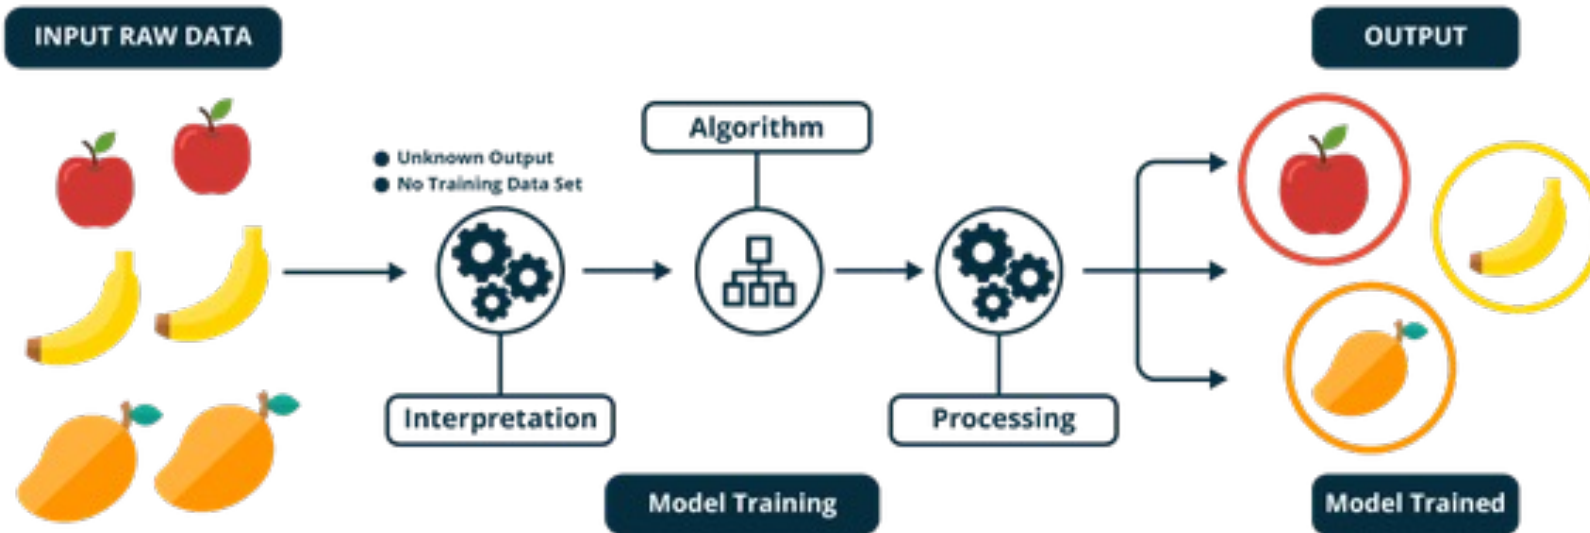 INPUT RAW DATA
OUTPUT
Algorithm
Unknown Output
No Training Data Set
Interpretation
Processing
Model Training
Model Trained